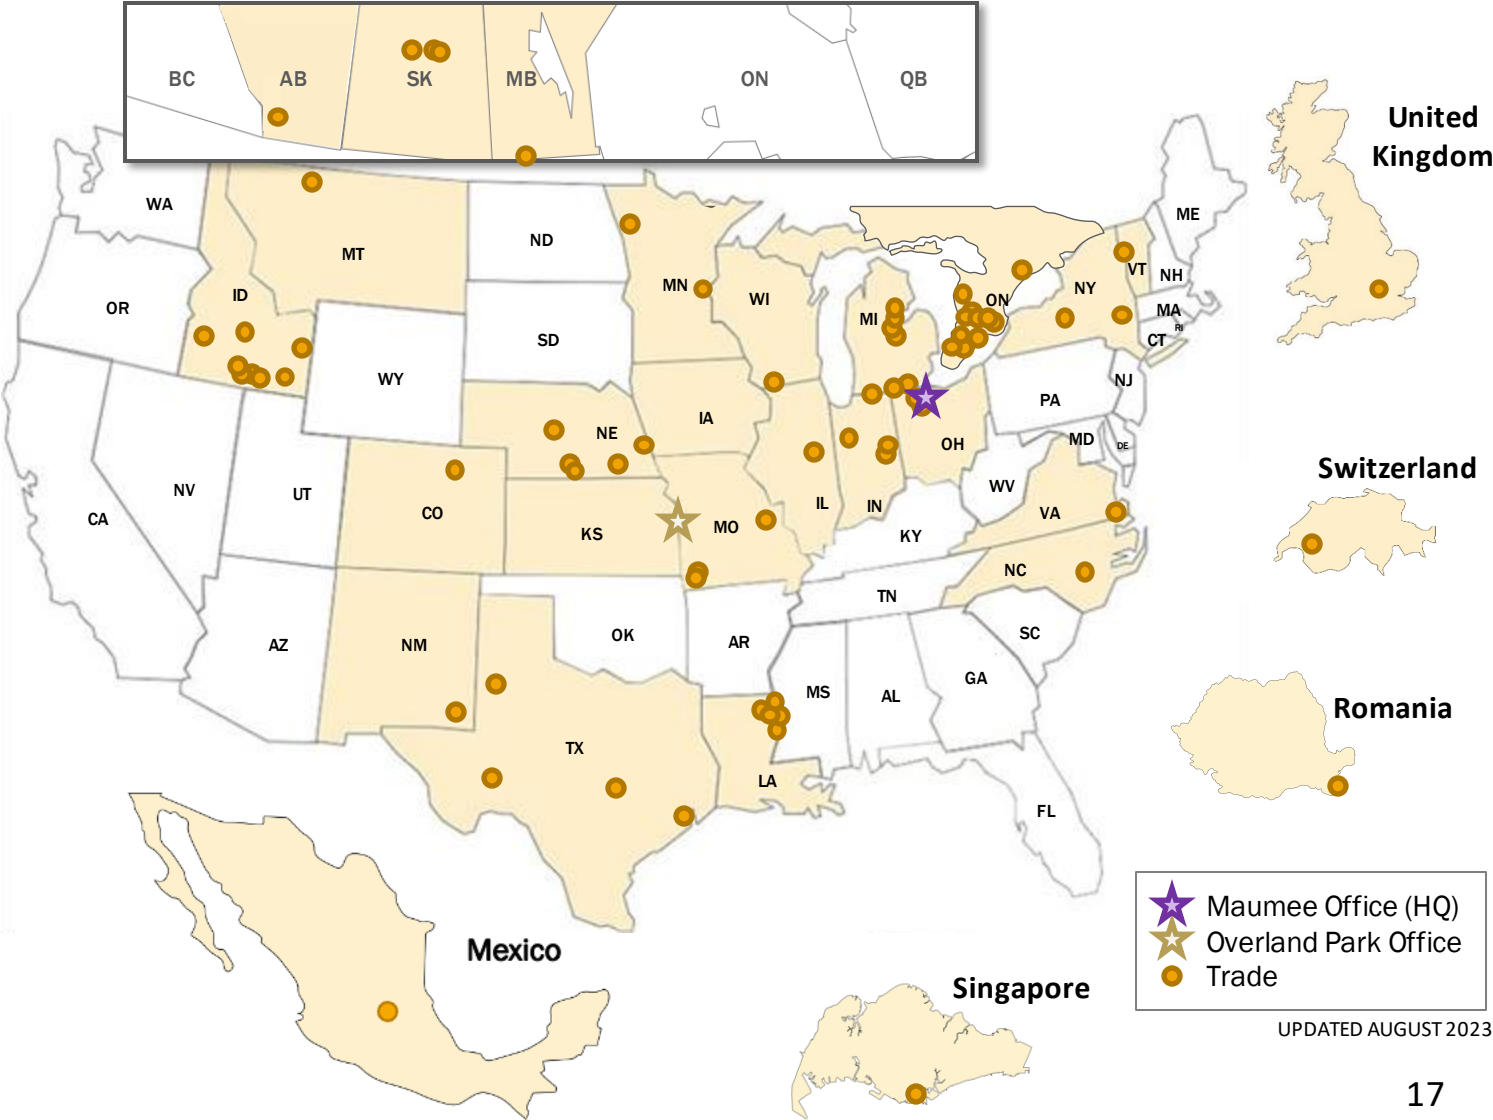 BC
AB
SK
MB
ON
QB
United
Kingdom
WA
ME
ND
MT
MN
WI
VT
NH
NY
ID
OR
ON
MI
MA
RI
CT
SD
WY
NJ
PA
IA
NE
OH
MD
DE
Switzerland
NV
UT
CO
CA
KS
MO
IL
IN
WV
VA
KY
NC
TN
AZ
NM
OK
AR
SC
MS
AL
GA
Romania
TX
LA
FL
Mexico
Singapore
Maumee Office (HQ)
Overland Park Office
Trade
UPDATED AUGUST 2023
17